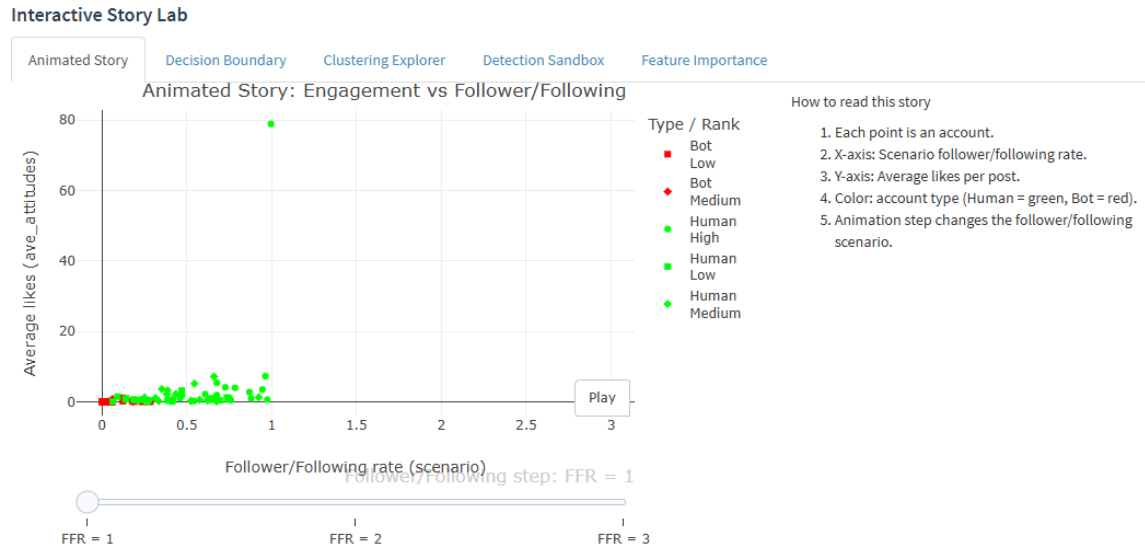 Interactive Story Lab
Animated Story
Decision Boundary
Clustering Explorer
Detection Sandbox
Feature Importance
Animated Story: Engagement vs Follower/Following
Average likes (ave_attitudes)
80
60
40
20
0
0
0.5
1
1.5
2
2.5
3
Play
Follower/Following rate (scenario)
Follower/Following step: FFR = 1
FFR = 1
FFR = 2
FFR = 3
Type / Rank
Bot
Low
Bot
Medium
Human
High
Human
Low
Human
Medium
How to read this story
1. Each point is an account.
2. X-axis: Scenario follower/following rate.
3. Y-axis: Average likes per post.
4. Color: account type (Human = green, Bot = red).
5. Animation step changes the follower/following
scenario.